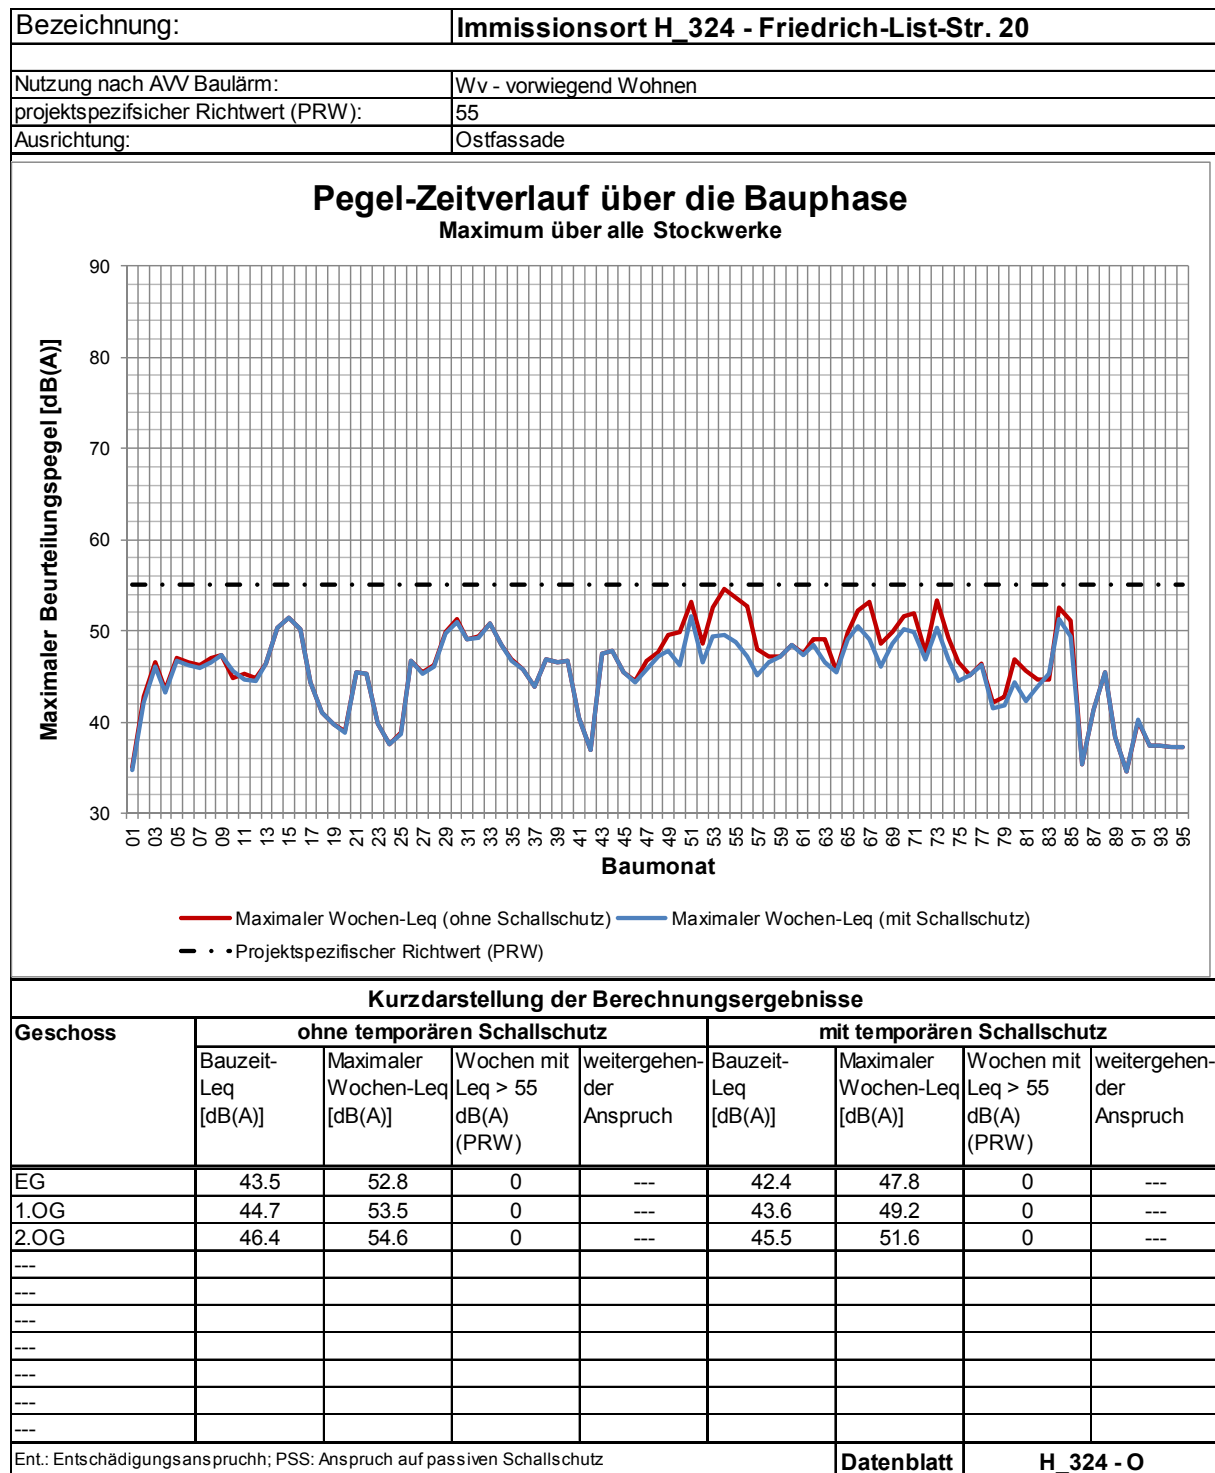 Bezeichnung: Immissionsort H_324 - Friedrich-List-Str. 20
Nutzung nach AVV Baulärm: Wv - vorwiegend Wohnen
projektspezifsicher Richtwert (PRW): 55
Ausrichtung: Ostfassade
Pegel-Zeitverlauf über die Bauphase
Maximum über alle Stockwerke
Maximaler Beurteilungspegel [dB(A)]
90
80
70
60
50
40
30
01 03 05 07 09 11 13 15 17 19 21 23 25 27 29 31 33 35 37 39 41 43 45 47 49 51 53 55 57 59 61 63 65 67 69 71 73 75 77 79 81 83 85 87 89 91 93 95
Baumonat
Maximaler Wochen-Leq (ohne Schallschutz) Maximaler Wochen-Leq (mit Schallschutz)
Projektspezifischer Richtwert (PRW)
Kurzdarstellung der Berechnungsergebnisse
Geschoss ohne temporären Schallschutz mit temporären Schallschutz
Bauzeit- Maximaler Wochen mit weitergehen- Bauzeit- Maximaler Wochen mit weitergehen-
Leq Wochen-Leq Leq > 55 der Leq Wochen-Leq Leq > 55 der
[dB(A)] [dB(A)] dB(A) Anspruch [dB(A)] [dB(A)] dB(A) Anspruch
(PRW) (PRW)
EG 43.5 52.8 0 --- 42.4 47.8 0 ---
1.OG 44.7 53.5 0 --- 43.6 49.2 0 ---
2.OG 46.4 54.6 0 --- 45.5 51.6 0 ---
---
---
---
---
---
---
---
Ent.: Entschädigungsanspruchh; PSS: Anspruch auf passiven Schallschutz Datenblatt H_324 - O